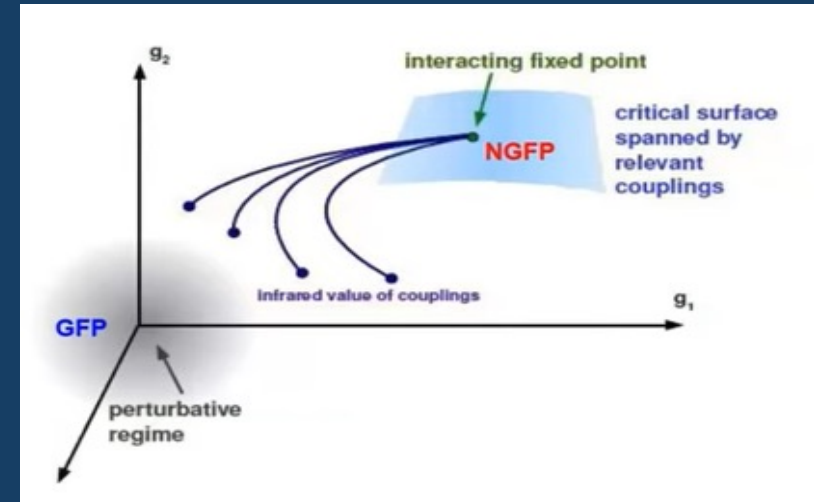 g₂
interacting fixed point
critical surface
spanned by
relevant
couplings
NGFP
infrared value of couplings
g₁
GFP
perturbative
regime